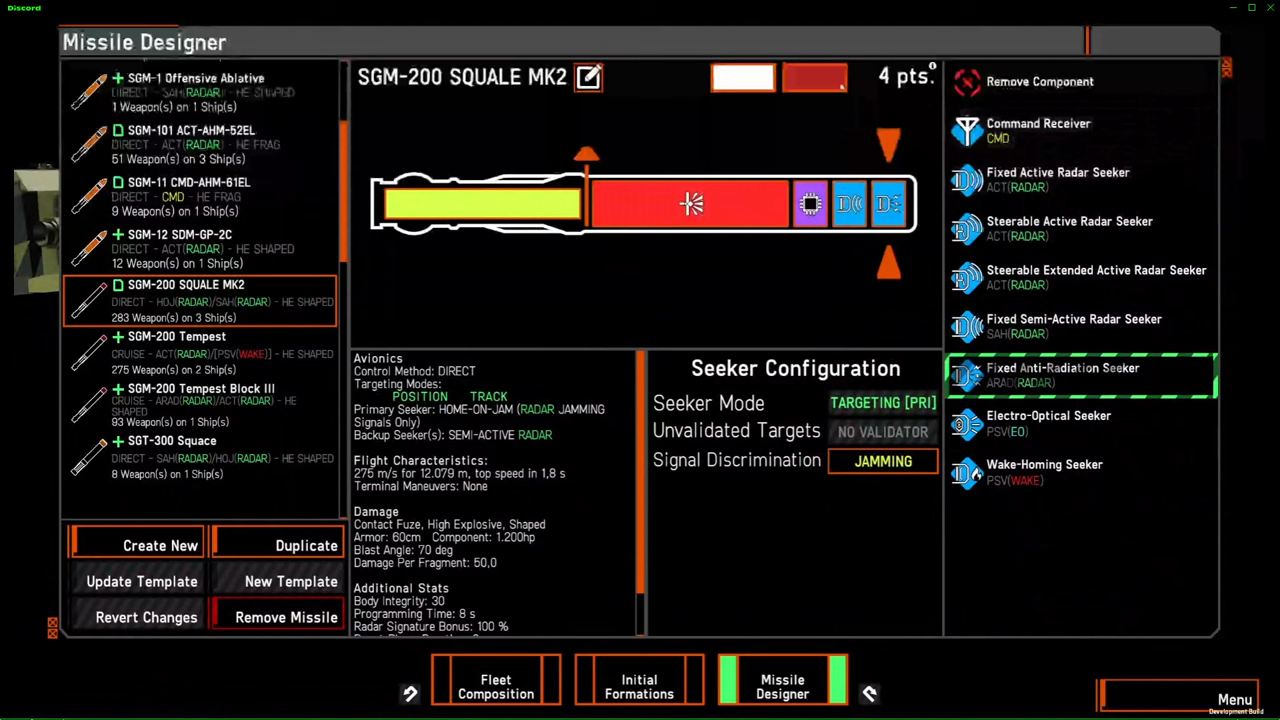 Discord
Missile Designer
SGM-1 Offensive Ablative
DIRECT - SAH(RADAR) - HE SHAPED
1 Weapon(s) on 1 Ship(s)
SGM-101 ACT-AHM-52EL
DIRECT - ACT(RADAR) - HE FRAG
51 Weapon(s) on 3 Ship(s)
SGM-11 CMD-AHM-61EL
DIRECT - CMD - HE FRAG
9 Weapon(s) on 1 Ship(s)
SGM-12 SDM-GP-2C
DIRECT - ACT(RADAR) - HE SHAPED
12 Weapon(s) on 1 Ship(s)
SGM-200 SQUALE MK2
DIRECT - HOJ(RADAR)/SAH(RADAR) - HE SHAPED
283 Weapon(s) on 3 Ship(s)
SGM-200 Tempest
CRUISE - ACT(RADAR)/[PSV(WAKE)] - HE SHAPED
275 Weapon(s) on 2 Ship(s)
SGM-200 Tempest Block III
CRUISE - ARAD(RADAR)/ACT(RADAR) - HE
SHAPED
93 Weapon(s) on 1 Ship(s)
SGT-300 Squace
DIRECT - SAH(RADAR)/HOJ(RADAR) - HE SHAPED
8 Weapon(s) on 1 Ship(s)
Create New
Duplicate
Update Template
New Template
Revert Changes
Remove Missile
SGM-200 SQUALE MK2
4 pts.
Avionics
Control Method: DIRECT
Targeting Modes:
POSITION TRACK
Primary Seeker: HOME-ON-JAM (RADAR JAMMING
Signals Only)
Backup Seeker(s): SEMI-ACTIVE RADAR
Flight Characteristics:
275 m/s for 12.079 m, top speed in 1,8 s
Terminal Maneuvers: None
Damage
Contact Fuze, High Explosive, Shaped
Armor: 60cm Component: 1.200hp
Blast Angle: 70 deg
Damage Per Fragment: 50,0
Additional Stats
Body Integrity: 30
Programming Time: 8 s
Radar Signature Bonus: 100 %
Seeker Configuration
Seeker Mode TARGETING [PRI]
Unvalidated Targets NO VALIDATOR
Signal Discrimination JAMMING
Remove Component
Command Receiver
CMD
Fixed Active Radar Seeker
ACT(RADAR)
Steerable Active Radar Seeker
ACT(RADAR)
Steerable Extended Active Radar Seeker
ACT(RADAR)
Fixed Semi-Active Radar Seeker
SAH(RADAR)
Fixed Anti-Radiation Seeker
ARAD(RADAR)
Electro-Optical Seeker
PSV(EO)
Wake-Homing Seeker
PSV(WAKE)
Fleet
Composition
Initial
Formations
Missile
Designer
Menu
Development Build